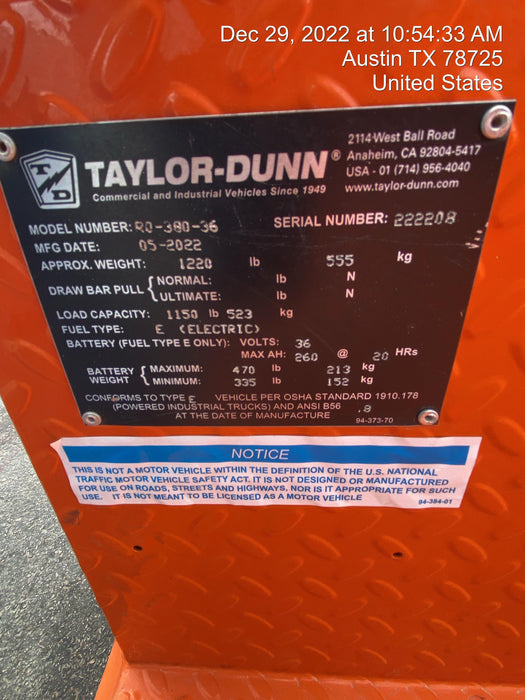 Dec 29, 2022 at 10:54:33 AM
Austin TX 78725
United States
TD
TAYLOR-DUNN®
Commercial and Industrial Vehicles Since 1949
2114 West Ball Road
Anaheim, CA 92804-5417
USA - 01 (714) 956-4040
www.taylor-dunn.com
MODEL NUMBER: R0-380-36 SERIAL NUMBER: 222208
MFG DATE: 05-2022
APPROX. WEIGHT: 1220 lb 555 kg
DRAW BAR PULL { NORMAL: lb N
ULTIMATE: lb N
LOAD CAPACITY: 1150 lb 523 kg
FUEL TYPE: E (ELECTRIC)
BATTERY (FUEL TYPE E ONLY): VOLTS: 36
MAX AH: 260 @ 20 HRs
BATTERY WEIGHT { MAXIMUM: 470 lb 213 kg
MINIMUM: 335 lb 152 kg
CONFORMS TO TYPE E VEHICLE PER OSHA STANDARD 1910.178
(POWERED INDUSTRIAL TRUCKS) AND ANSI B56 .8
AT THE DATE OF MANUFACTURE 94-373-70
NOTICE
THIS IS NOT A MOTOR VEHICLE WITHIN THE DEFINITION OF THE U.S. NATIONAL
TRAFFIC MOTOR VEHICLE SAFETY ACT. IT IS NOT DESIGNED OR MANUFACTURED
FOR USE ON ROADS, STREETS AND HIGHWAYS, NOR IS IT APPROPRIATE FOR SUCH
USE. IT IS NOT MEANT TO BE LICENSED AS A MOTOR VEHICLE 94-384-01